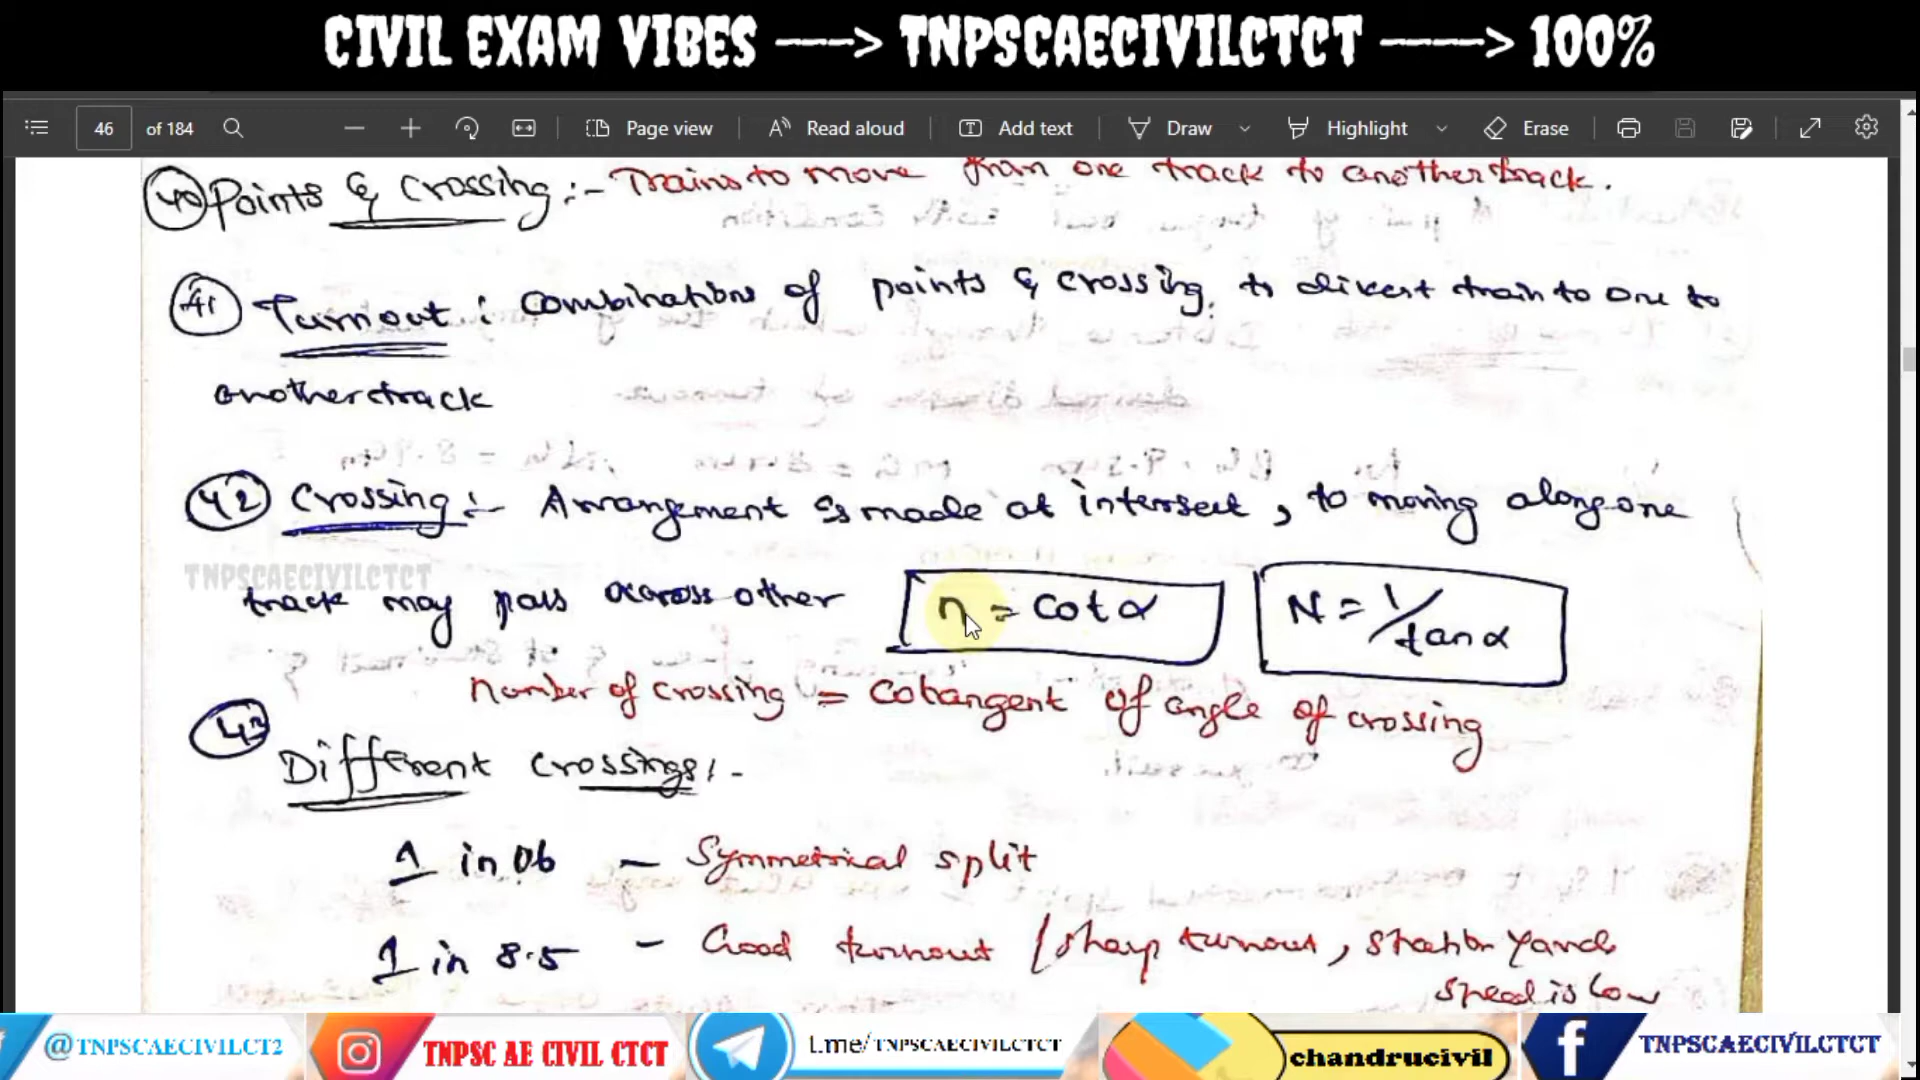 CIVIL EXAM VIBES ---> TNPSCAECIVILCTCT ----> 100%
46 of 184 Page view Read aloud Add text Draw Highlight Erase
40 Points & Crossing :- Trains to move from one track to another track.
41 Turnout : Combinations of points & crossing. to divert train to one to
another track
42 Crossing :- Arrangement is made at intersect, to moving along one
TNPSCAECIVILCTCT
track may pass across other n = cot α N = 1/tan α
Number of crossing = Cotangent of angle of crossing
43
Different Crossings :-
1 in 06 - Symmetrical split
1 in 8.5 - Good turnout / sharp turnout, station yards
speed is low
@TNPSCAECIVILCT2 TNPSC AE CIVIL CTCT t.me/TNPSCAECIVILCTCT chandrucivil TNPSCAECIVILCTCT